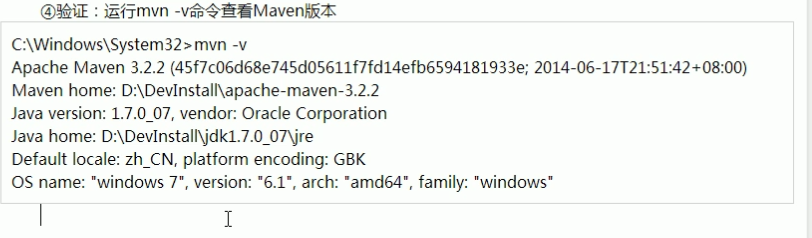 ④验证：运行mvn -v命令查看Maven版本
C:\Windows\System32>mvn -v
Apache Maven 3.2.2 (45f7c06d68e745d05611f7fd14efb6594181933e; 2014-06-17T21:51:42+08:00)
Maven home: D:\DevInstall\apache-maven-3.2.2
Java version: 1.7.0_07, vendor: Oracle Corporation
Java home: D:\DevInstall\jdk1.7.0_07\jre
Default locale: zh_CN, platform encoding: GBK
OS name: "windows 7", version: "6.1", arch: "amd64", family: "windows"